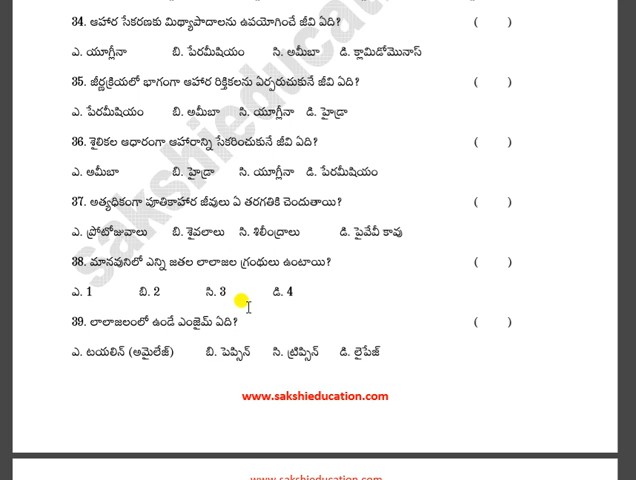 34. ఆహార సేకరణకు మిథ్యాపాదాలను ఉపయోగించే జీవి ఏది? ( )
ఎ. యూగ్లీనా బి. పేరమీషియం సి. అమీబా డి. క్లామిడోమొనాస్
35. జీర్ణక్రియలో భాగంగా ఆహార రిక్తికలను ఏర్పరుచుకునే జీవి ఏది? ( )
ఎ. పేరమీషియం బి. అమీబా సి. యూగ్లీనా డి. హైడ్రా
36. శైలికల ఆధారంగా ఆహారాన్ని సేకరించుకునే జీవి ఏది? ( )
ఎ. అమీబా బి. హైడ్రా సి. యూగ్లీనా డి. పేరమీషియం
37. అత్యధికంగా పూతికాహార జీవులు ఏ తరగతికి చెందుతాయి? ( )
ఎ. ప్రోటోజువాలు బి. శైవలాలు సి. శిలీంద్రాలు డి. పైవేవీ కావు
38. మానవునిలో ఎన్ని జతల లాలాజల గ్రంథులు ఉంటాయి? ( )
ఎ. 1 బి. 2 సి. 3 డి. 4
39. లాలాజలంలో ఉండే ఎంజైమ్ ఏది? ( )
ఎ. టయలిన్ (అమైలేజ్) బి. పెప్సిన్ సి. ట్రిప్సిన్ డి. లైపేజ్
www.sakshieducation.com
sakshieducation
www.sakshieducation.com